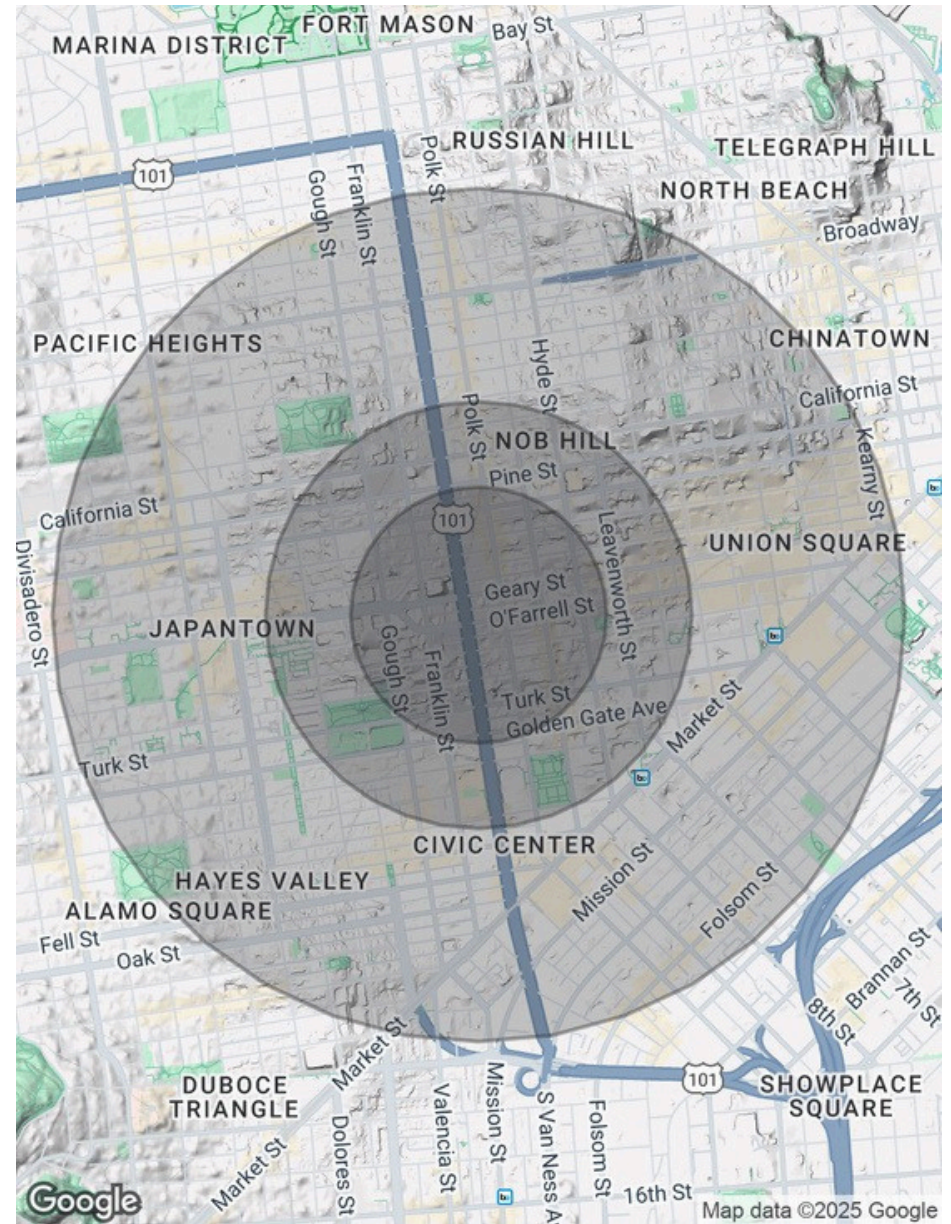 FORT MASON
MARINA DISTRICT
Bay St
RUSSIAN HILL
TELEGRAPH HILL
101
Polk St
Gough St
Franklin St
NORTH BEACH
Broadway
PACIFIC HEIGHTS
CHINATOWN
Hyde St
California St
Polk St
NOB HILL
Kearny St
Pine St
California St
101
Leavenworth St
UNION SQUARE
Divisadero St
Geary St
O'Farrell St
JAPANTOWN
Gough St
Franklin St
Turk St
Golden Gate Ave
Market St
Turk St
CIVIC CENTER
Mission St
HAYES VALLEY
Folsom St
ALAMO SQUARE
Fell St
Oak St
Brannan St
7th St
8th St
Market St
DUBOCE
TRIANGLE
101
SHOWPLACE
SQUARE
Valencia St
Mission St
S Van Ness A
Folsom St
Dolores St
Market St
16th St
Google
Map data ©2025 Google